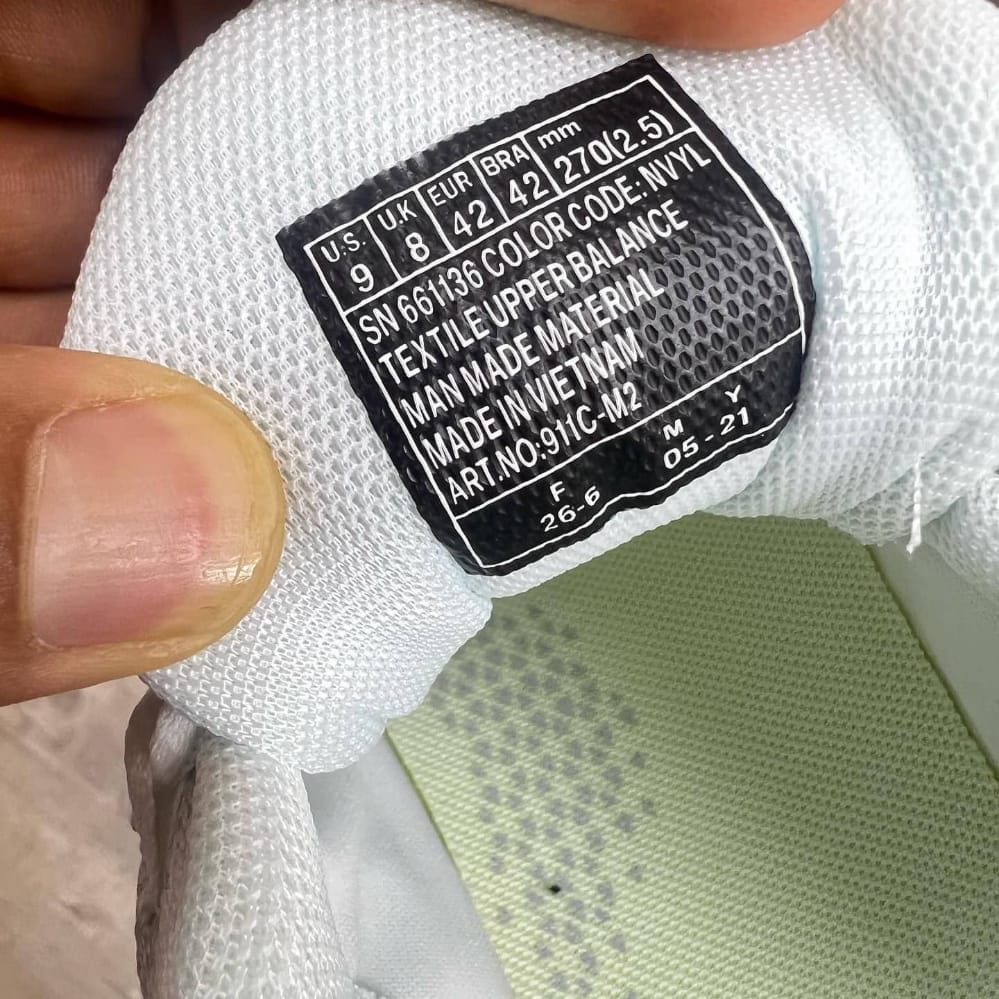 U.S. U.K EUR BRA mm
9 8 42 42 270(2.5)
SN 661136 COLOR CODE: NVYL
TEXTILE UPPER BALANCE
MAN MADE MATERIAL
MADE IN VIETNAM
ART.NO:911C-M2
F M Y
26-6 05-21